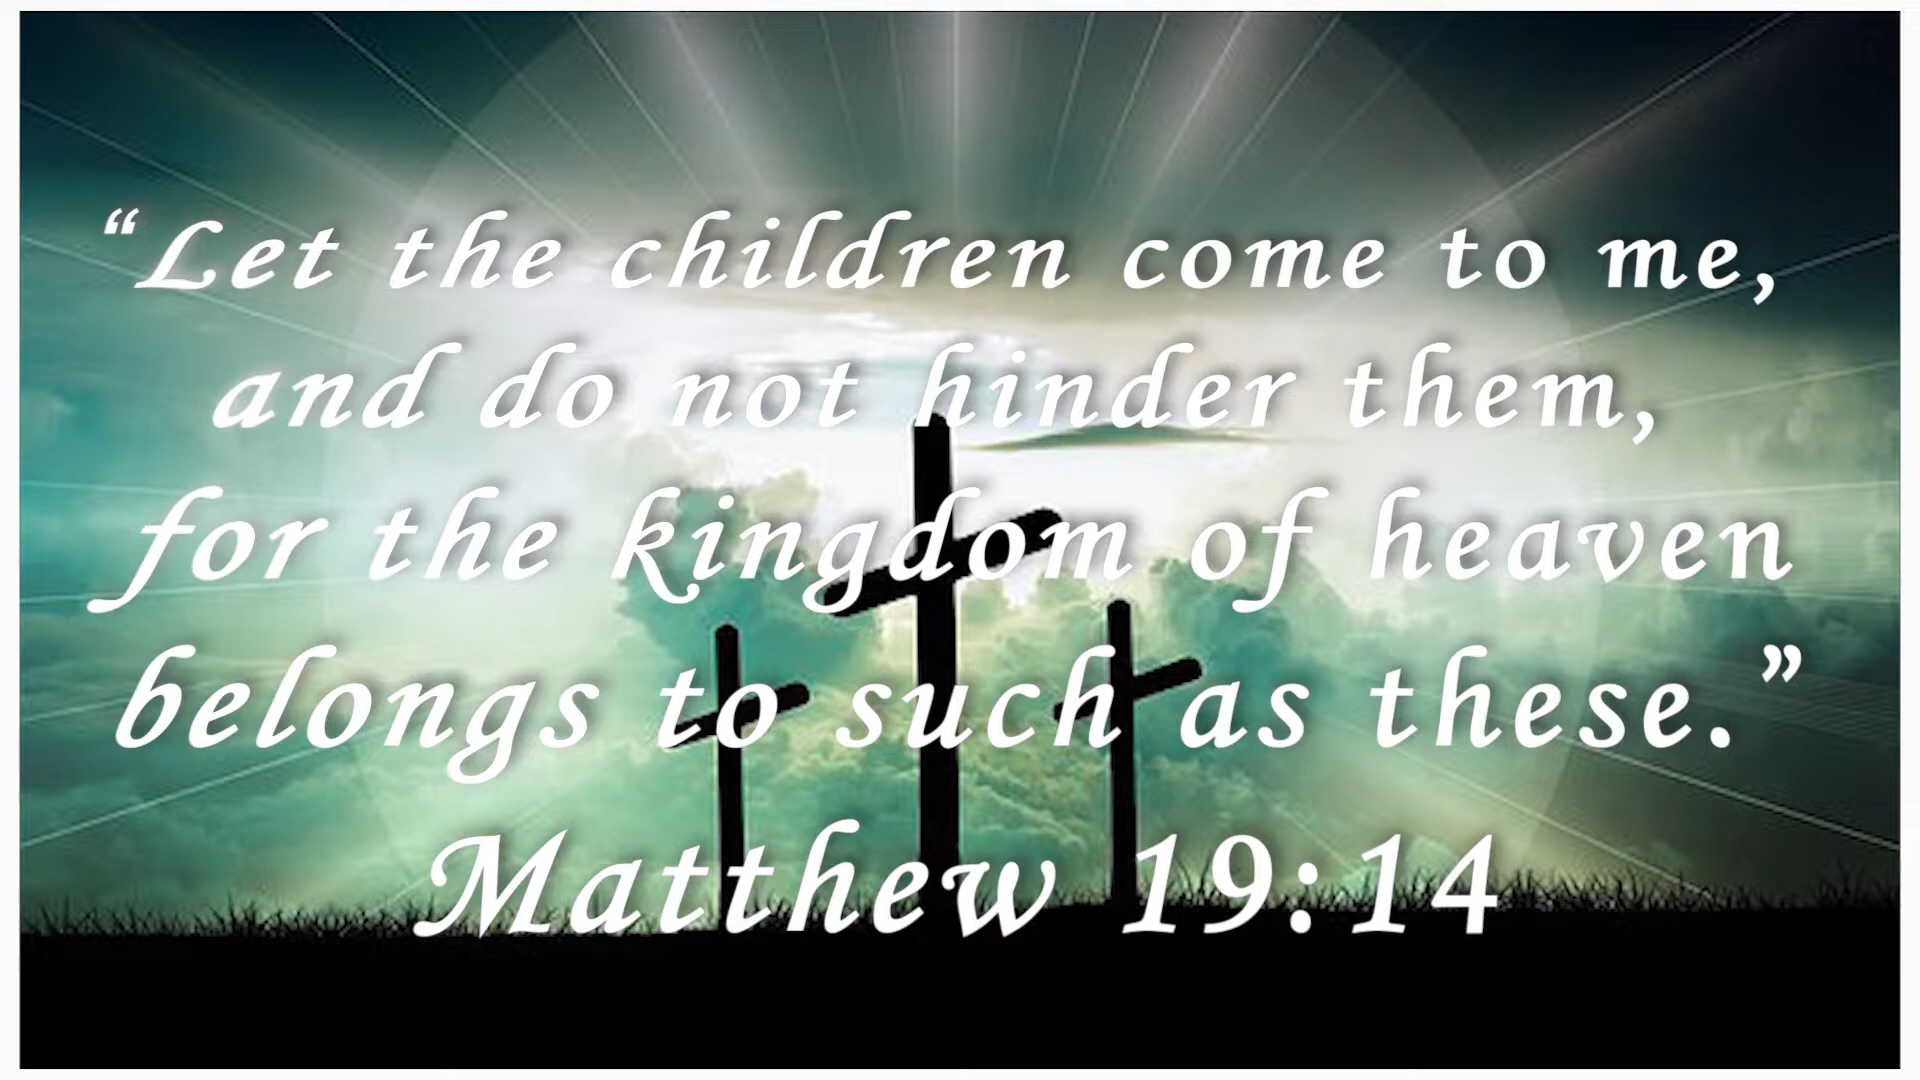 “Let the children come to me,
and do not hinder them,
for the kingdom of heaven
belongs to such as these.”
Matthew 19:14